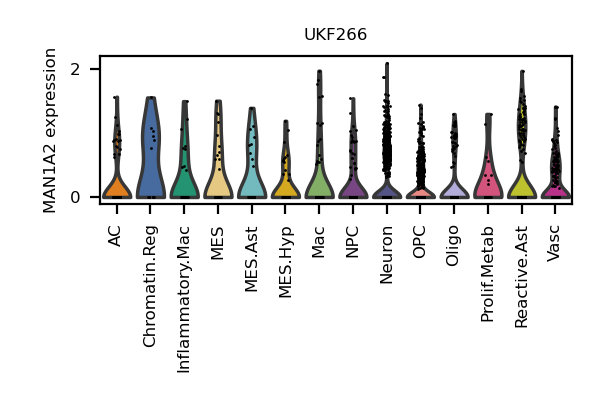 UKF266
MAN1A2 expression
2
0
AC
Chromatin.Reg
Inflammatory.Mac
MES
MES.Ast
MES.Hyp
Mac
NPC
Neuron
OPC
Oligo
Prolif.Metab
Reactive.Ast
Vasc